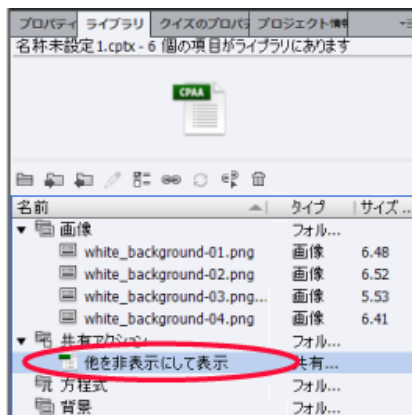 プロパティ ライブラリ クイズのプロパティ プロジェクト情報
名称未設定1.cptx - 6 個の項目がライブラリにあります
CPAA
名前 タイプ サイズ ..
画像 フォル...
white_background-01.png 画像 6.48
white_background-02.png 画像 6.52
white_background-03.png... 画像 5.53
white_background-04.png 画像 6.41
共有アクション フォル...
他を非表示にして表示 共有...
方程式 フォル...
背景 フォル...